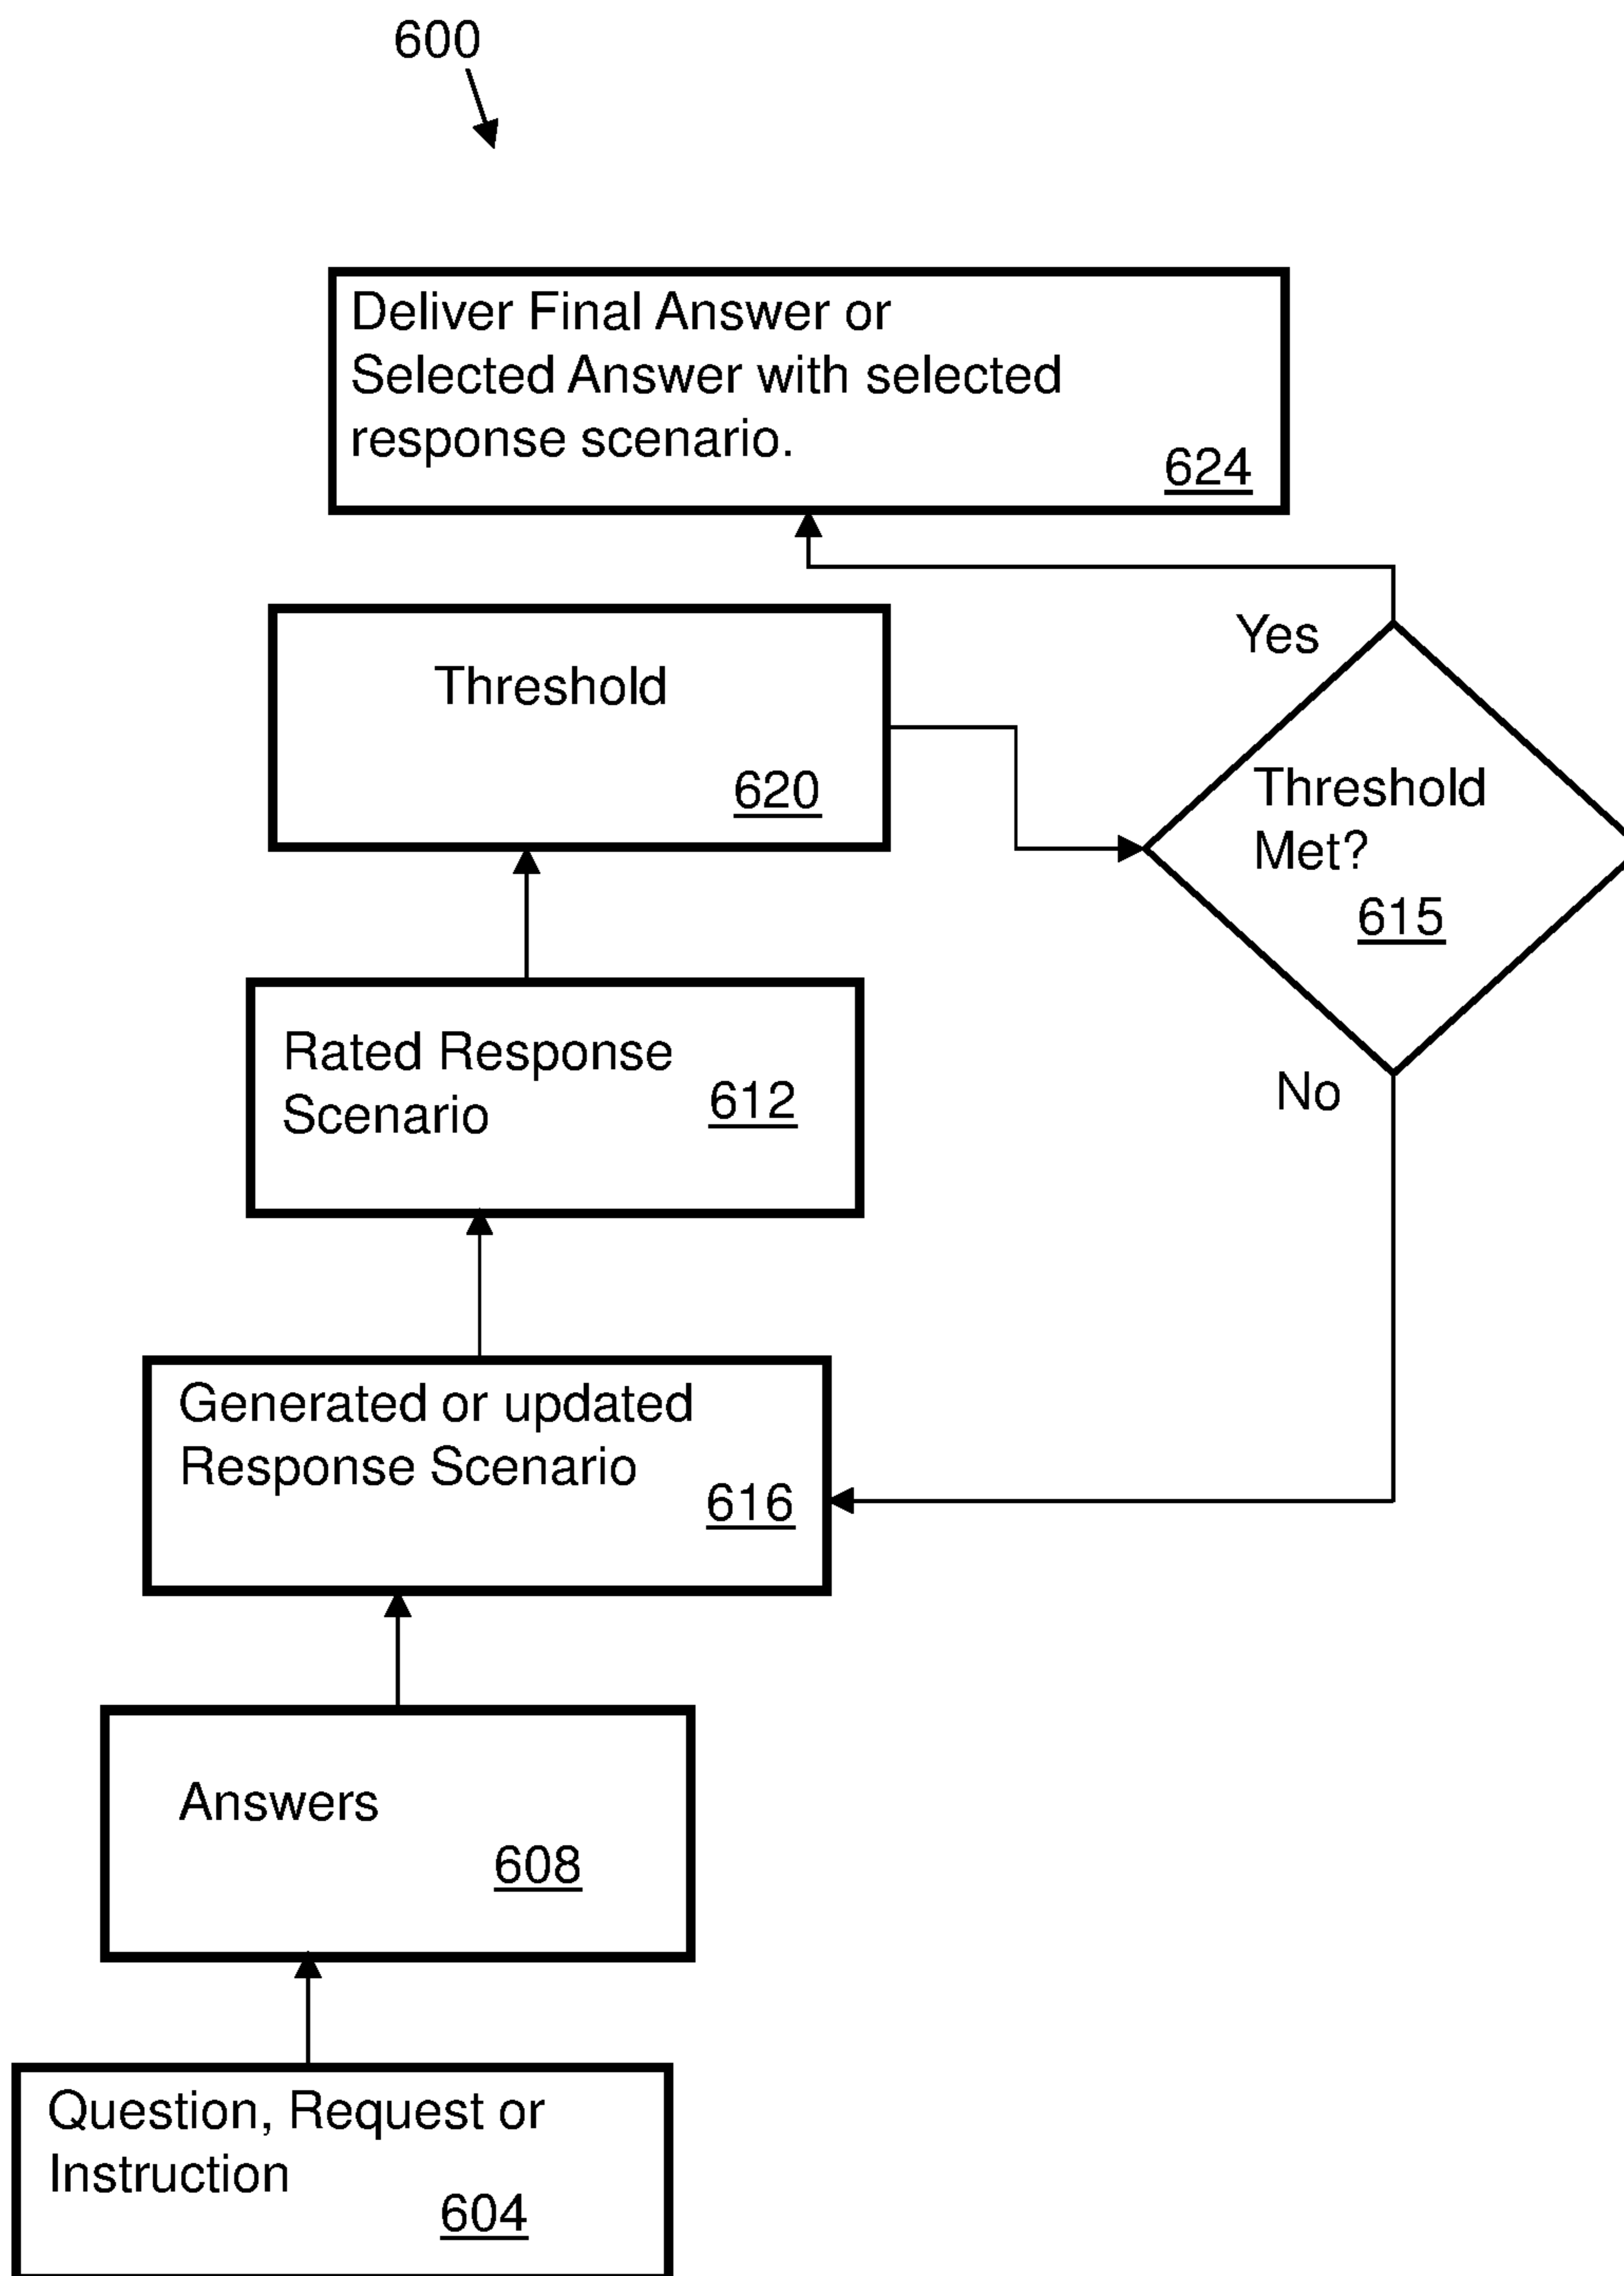 600
Deliver Final Answer or
Selected Answer with selected
response scenario.
624
Threshold
620
Yes
Threshold
Met?
615
No
Rated Response
Scenario
612
Generated or updated
Response Scenario
616
Answers
608
Question, Request or
Instruction
604